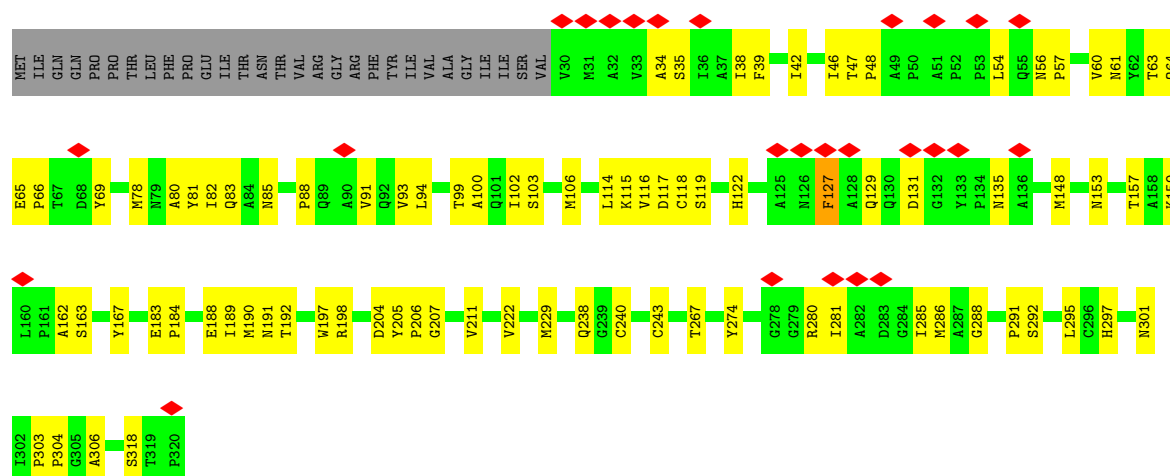 MET ILE GLN GLN PRO PRO THR LEU PHE PRO GLU ILE THR ASN THR VAL ARG GLY ARG PHE TYR ILE VAL ALA GLY ILE ILE SER VAL V30 M31 A32 V33 A34 S35 I36 A37 I38 F39 I42 I46 T47 P48 A49 P50 A51 P52 P53 L54 Q55 N56 P57 V60 N61 Y62 T63
E65 P66 T67 D68 Y69 M78 N79 A80 Y81 I82 Q83 A84 N85 P88 Q89 A90 V91 Q92 V93 L94 T99 A100 Q101 I102 S103 M106 L114 K115 V116 D117 C118 S119 H122 A125 N126 F127 A128 Q129 Q130 D131 G132 Y133 P134 N135 A136 M148 N153 T157 A158
L160 P161 A162 S163 Y167 E183 P184 E188 I189 M190 N191 T192 W197 R198 D204 Y205 P206 G207 V211 V222 M229 Q238 G239 C240 C243 T267 Y274 G278 G279 R280 I281 A282 D283 G284 I285 M286 A287 G288 P291 S292 L295 C296 H297 N301
I302 P303 P304 G305 A306 S318 T319 P320